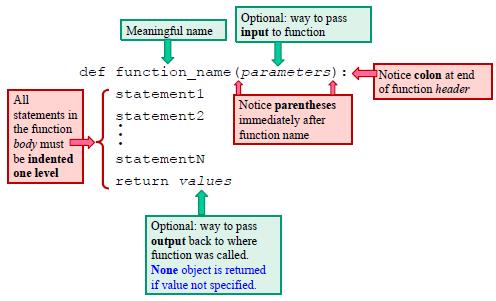 Meaningful name
Optional: way to pass
input to function
def function_name(parameters):
Notice colon at end
of function header
All
statements in
the function
body must
be indented
one level
statement1
statement2
statementN
return values
Notice parentheses
immediately after
function name
Optional: way to pass
output back to where
function was called.
None object is returned
if value not specified.